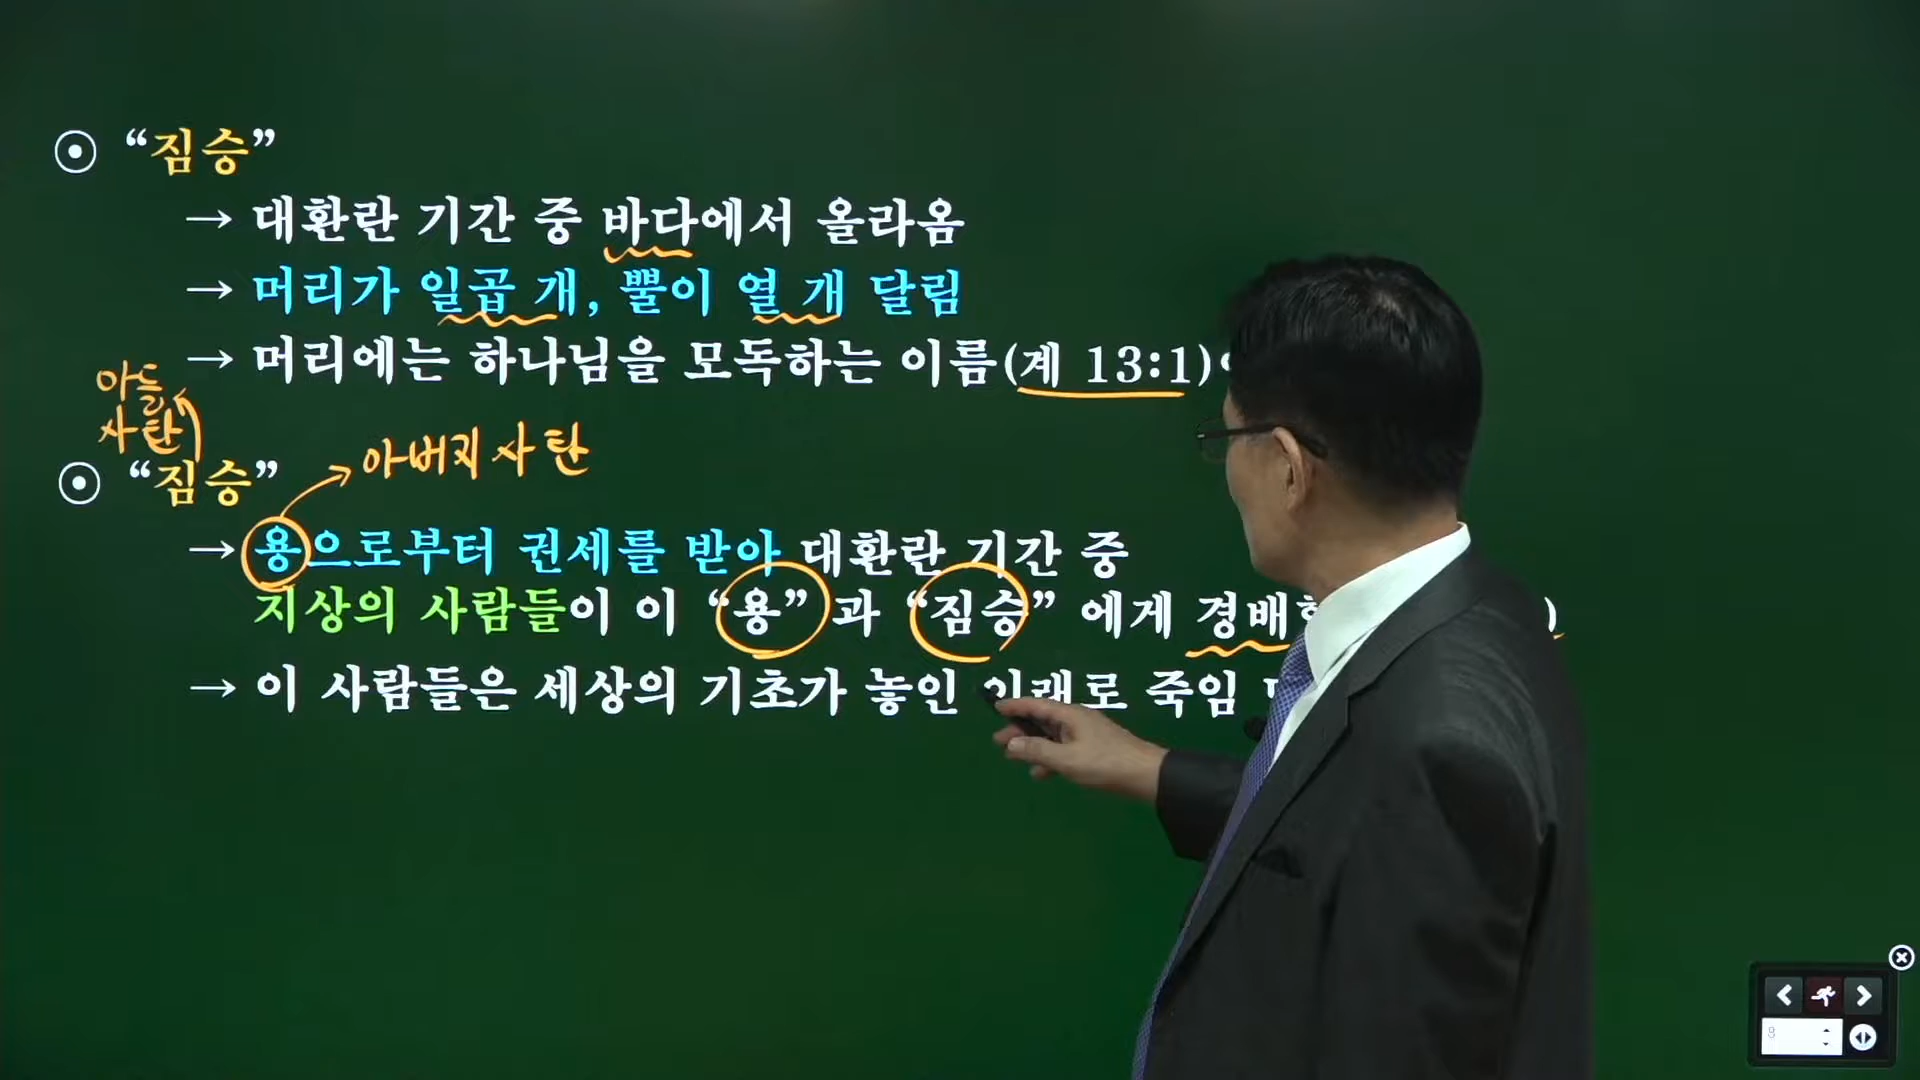 ⊙ “짐승”
→ 대환란 기간 중 바다에서 올라옴
→ 머리가 일곱 개, 뿔이 열 개 달림
→ 머리에는 하나님을 모독하는 이름(계 13:1)
아들
사탄
아버지 사탄
⊙ “짐승”
→ 용으로부터 권세를 받아 대환란 기간 중
지상의 사람들이 이 “용”과 “짐승” 에게 경배
→ 이 사람들은 세상의 기초가 놓인 이래로 죽임